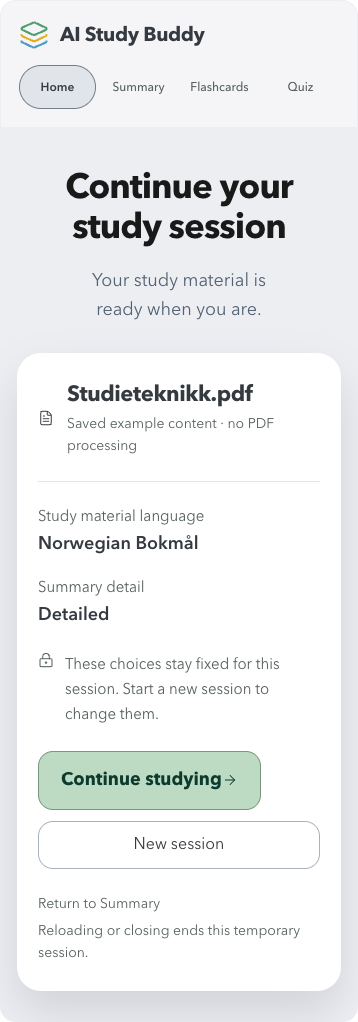 AI Study Buddy
Home Summary Flashcards Quiz
Continue your
study session
Your study material is
ready when you are.
Studieteknikk.pdf
Saved example content · no PDF
processing
Study material language
Norwegian Bokmål
Summary detail
Detailed
These choices stay fixed for this
session. Start a new session to
change them.
Continue studying→
New session
Return to Summary
Reloading or closing ends this temporary
session.